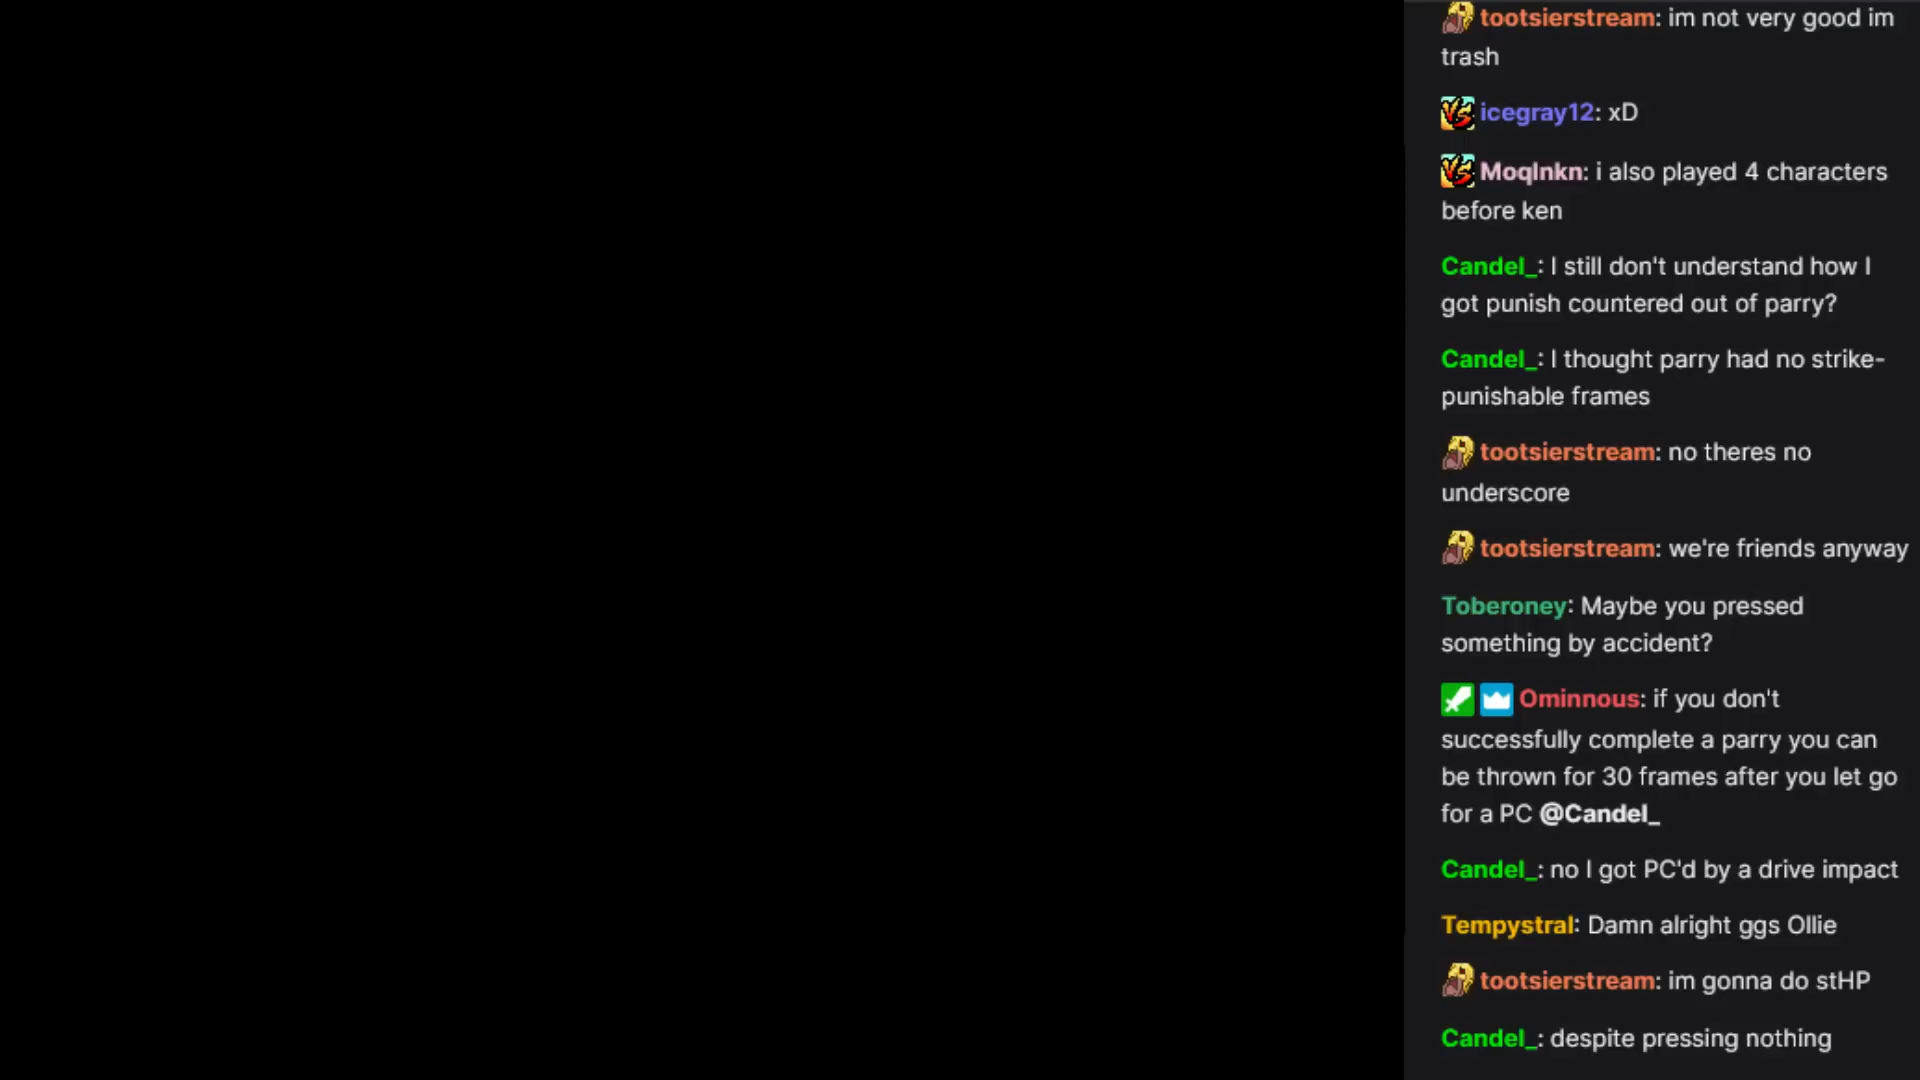 tootsierstream: im not very good im
trash
icegray12: xD
MoqInkn: i also played 4 characters
before ken
Candel_: I still don't understand how I
got punish countered out of parry?
Candel_: I thought parry had no strike-
punishable frames
tootsierstream: no theres no
underscore
tootsierstream: we're friends anyway
Toberoney: Maybe you pressed
something by accident?
Ominnous: if you don't
successfully complete a parry you can
be thrown for 30 frames after you let go
for a PC @Candel_
Candel_: no I got PC'd by a drive impact
Tempystral: Damn alright ggs Ollie
tootsierstream: im gonna do stHP
Candel_: despite pressing nothing